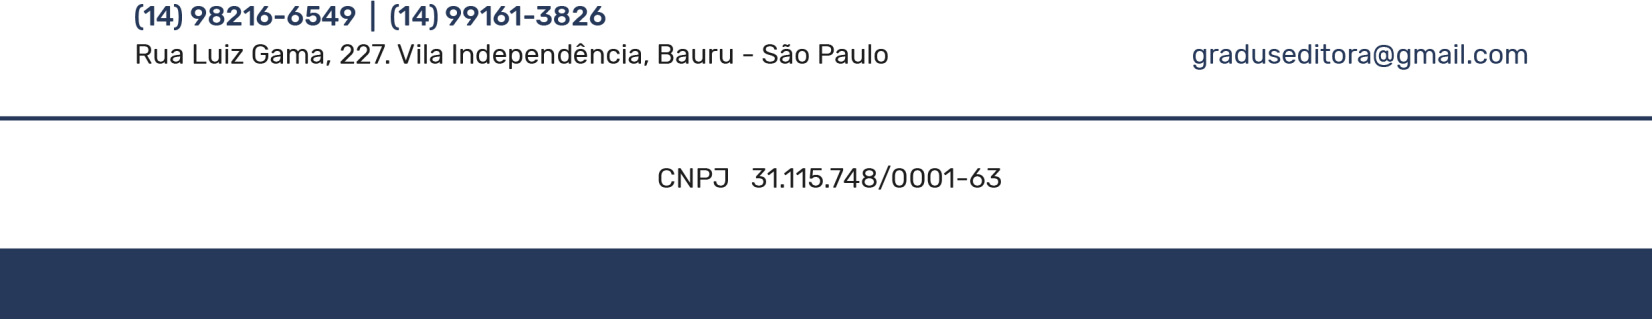 (14) 98216-6549 | (14) 99161-3826
Rua Luiz Gama, 227. Vila Independência, Bauru - São Paulo
graduseditora@gmail.com
CNPJ 31.115.748/0001-63